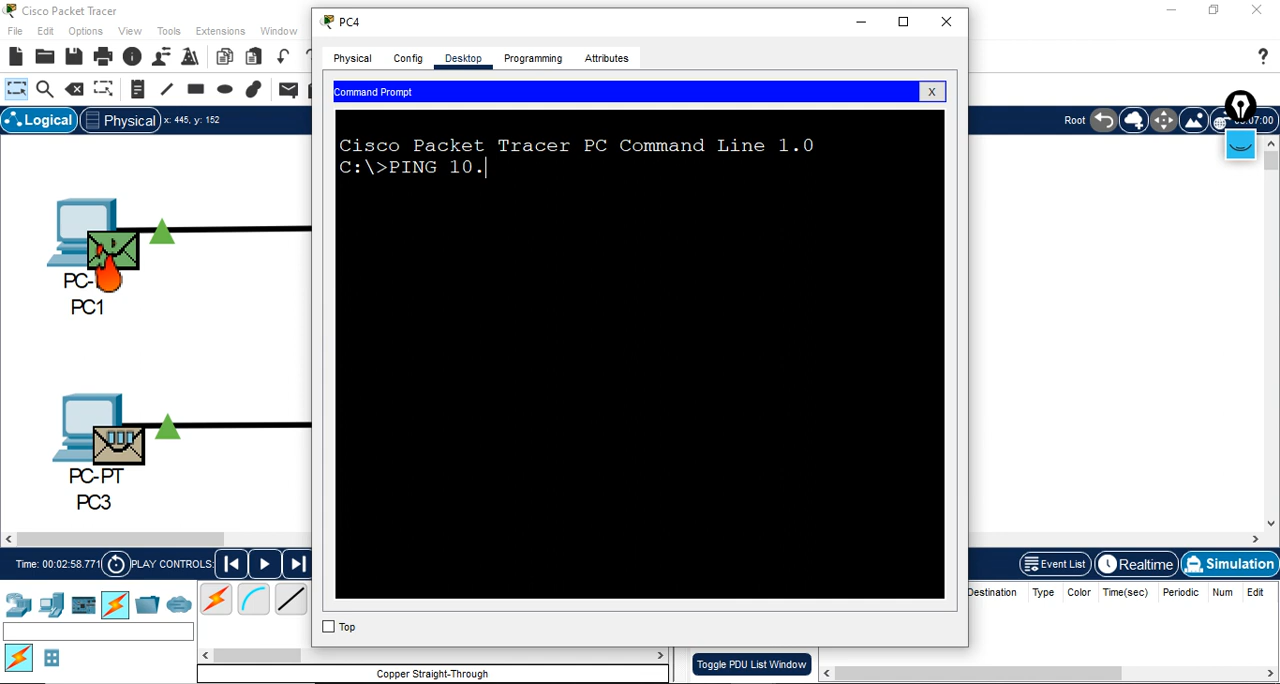 Cisco Packet Tracer
File Edit Options View Tools Extensions Window
?
Logical Physical x: 445, y: 152
Root
07:00
PC4
Physical Config Desktop Programming Attributes
Command Prompt X
Cisco Packet Tracer PC Command Line 1.0
C:\>PING 10.
PC1
PC-PT
PC3
Time: 00:02:58.771 PLAY CONTROLS:
Event List Realtime Simulation
Top
Copper Straight-Through
Toggle PDU List Window
Type Color Time(sec) Periodic Num Edit